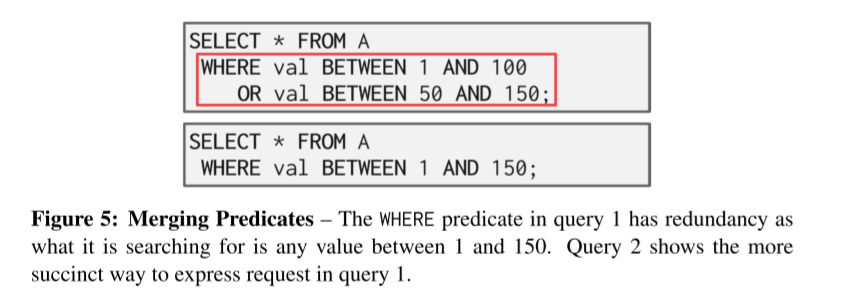 SELECT * FROM A
WHERE val BETWEEN 1 AND 100
OR val BETWEEN 50 AND 150;
SELECT * FROM A
WHERE val BETWEEN 1 AND 150;
Figure 5: Merging Predicates – The WHERE predicate in query 1 has redundancy as
what it is searching for is any value between 1 and 150. Query 2 shows the more
succinct way to express request in query 1.